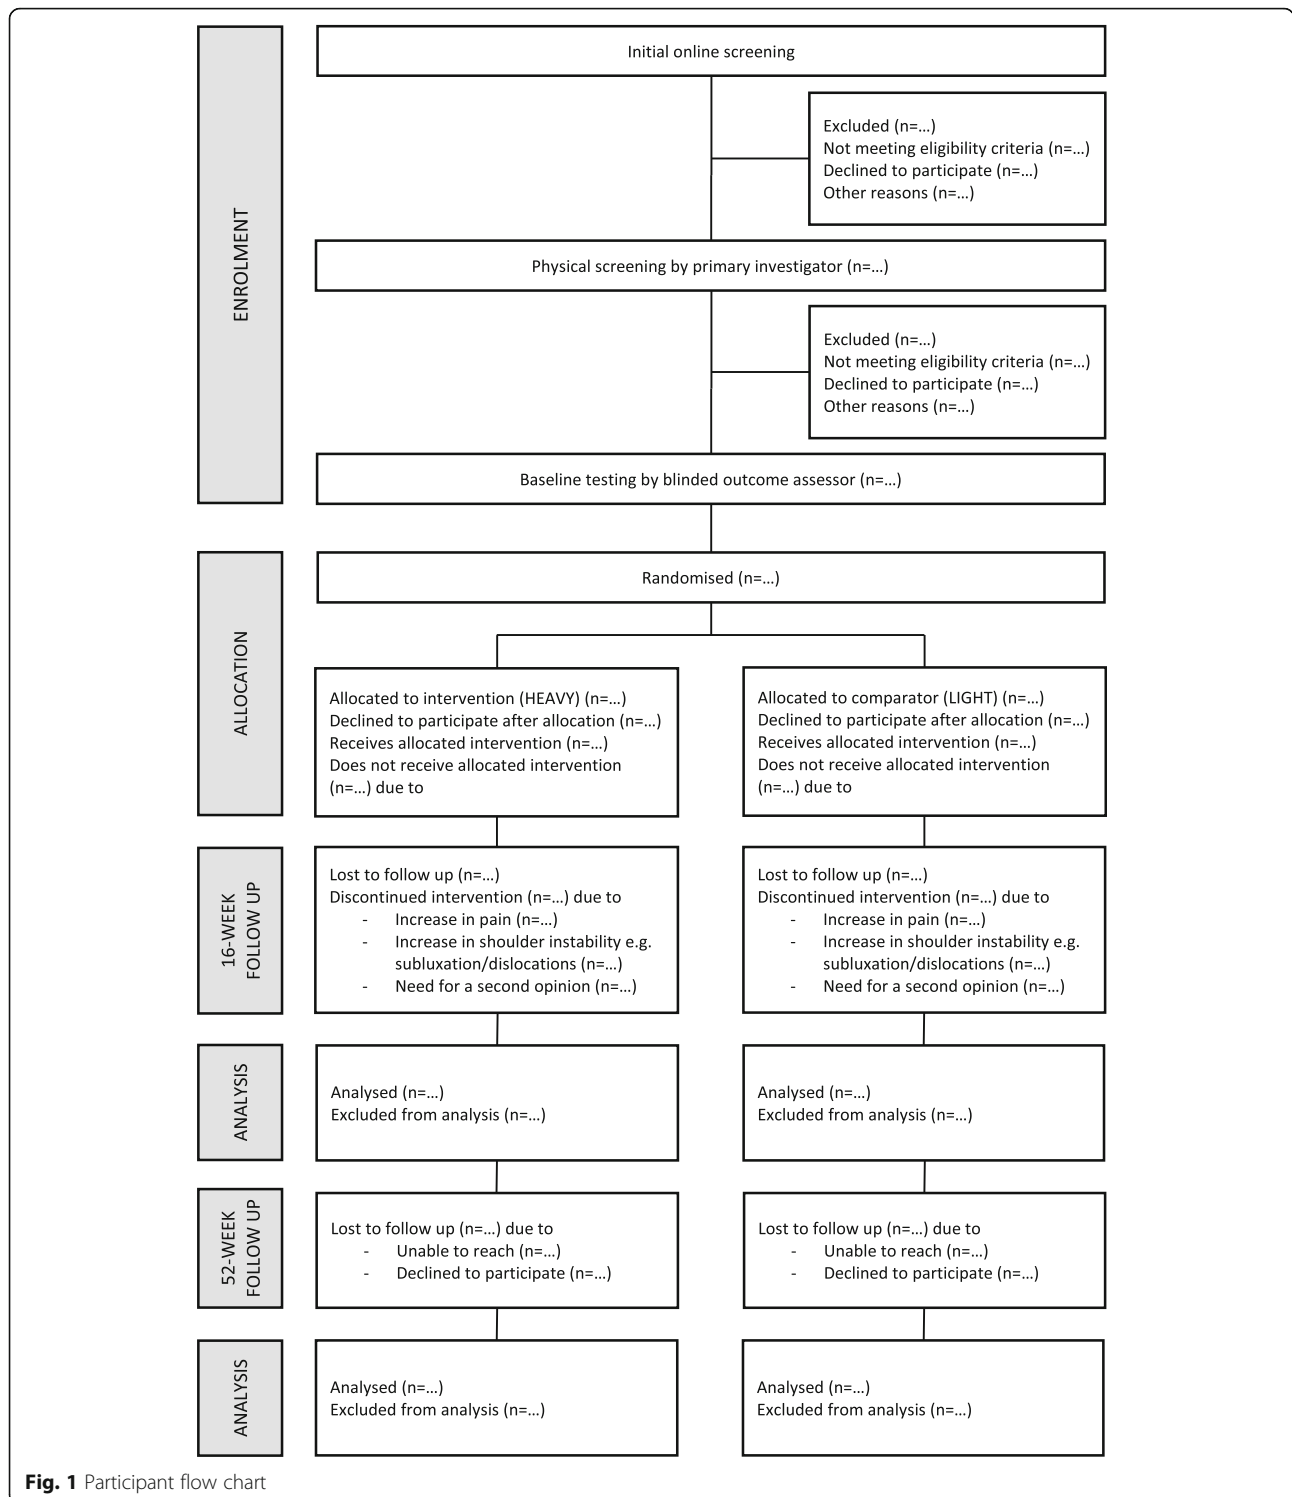 ENROLMENT
Initial online screening
Excluded (n=...)
Not meeting eligibility criteria (n=...)
Declined to participate (n=...)
Other reasons (n=...)
Physical screening by primary investigator (n=...)
Excluded (n=...)
Not meeting eligibility criteria (n=...)
Declined to participate (n=...)
Other reasons (n=...)
Baseline testing by blinded outcome assessor (n=...)
ALLOCATION
Randomised (n=...)
Allocated to intervention (HEAVY) (n=...)
Declined to participate after allocation (n=...)
Receives allocated intervention (n=...)
Does not receive allocated intervention
(n=...) due to
Allocated to comparator (LIGHT) (n=...)
Declined to participate after allocation (n=...)
Receives allocated intervention (n=...)
Does not receive allocated intervention
(n=...) due to
16-WEEK
FOLLOW UP
Lost to follow up (n=...)
Discontinued intervention (n=...) due to
- Increase in pain (n=...)
- Increase in shoulder instability e.g.
subluxation/dislocations (n=...)
- Need for a second opinion (n=...)
Lost to follow up (n=...)
Discontinued intervention (n=...) due to
- Increase in pain (n=...)
- Increase in shoulder instability e.g.
subluxation/dislocations (n=...)
- Need for a second opinion (n=...)
ANALYSIS
Analysed (n=...)
Excluded from analysis (n=...)
Analysed (n=...)
Excluded from analysis (n=...)
52-WEEK
FOLLOW UP
Lost to follow up (n=...) due to
- Unable to reach (n=...)
- Declined to participate (n=...)
Lost to follow up (n=...) due to
- Unable to reach (n=...)
- Declined to participate (n=...)
ANALYSIS
Analysed (n=...)
Excluded from analysis (n=...)
Analysed (n=...)
Excluded from analysis (n=...)
Fig. 1 Participant flow chart